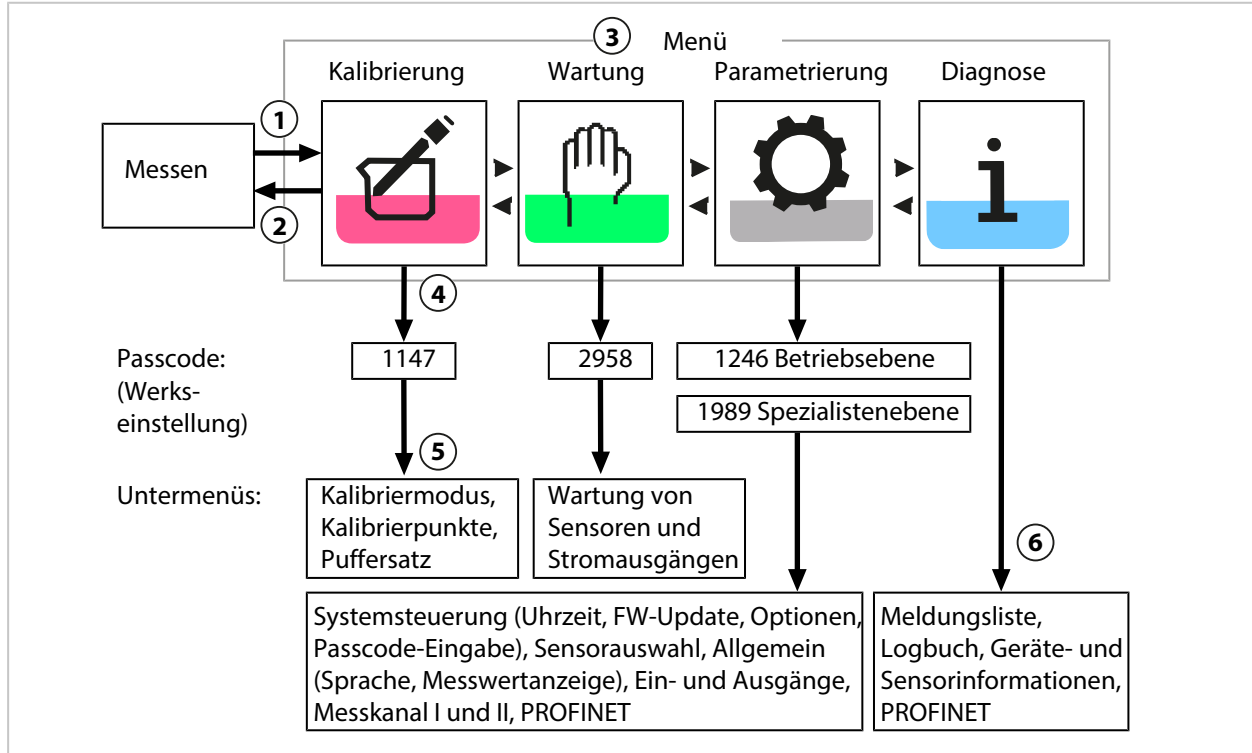 3 Menü
Kalibrierung Wartung Parametrierung Diagnose
1
Messen
2
4
Passcode:
(Werks-
einstellung)
1147
2958
1246 Betriebsebene
1989 Spezialistenebene
5
Untermenüs:
Kalibriermodus,
Kalibrierpunkte,
Puffersatz
Wartung von
Sensoren und
Stromausgängen
6
Systemsteuerung (Uhrzeit, FW-Update, Optionen,
Passcode-Eingabe), Sensorauswahl, Allgemein
(Sprache, Messwertanzeige), Ein- und Ausgänge,
Messkanal I und II, PROFINET
Meldungsliste,
Logbuch, Geräte- und
Sensorinformationen,
PROFINET